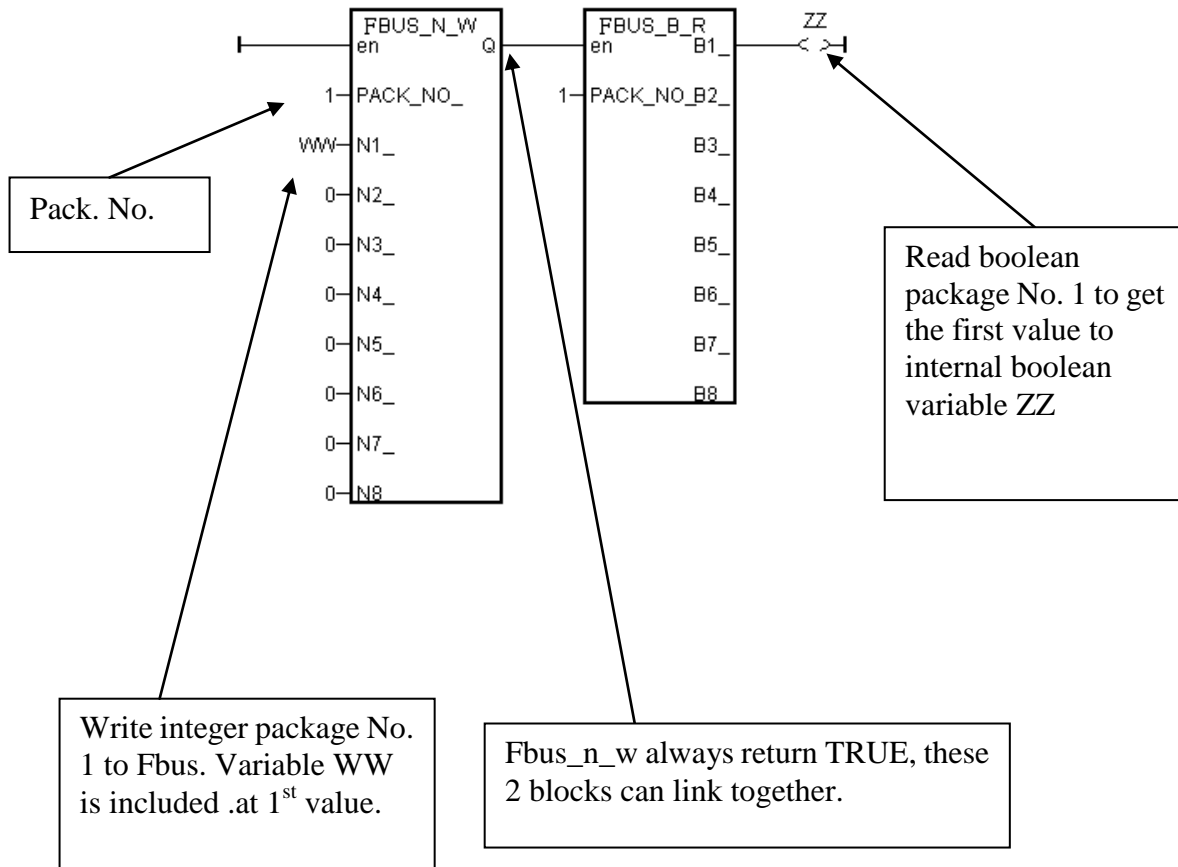 FBUS_N_W
en Q
1 PACK_NO_
WW N1_
0 N2_
0 N3_
0 N4_
0 N5_
0 N6_
0 N7_
0 N8
FBUS_B_R
en B1_
1 PACK_NO_B2_
B3_
B4_
B5_
B6_
B7_
B8
ZZ
Pack. No.
Read boolean
package No. 1 to get
the first value to
internal boolean
variable ZZ
Write integer package No.
1 to Fbus. Variable WW
is included .at 1st value.
Fbus_n_w always return TRUE, these
2 blocks can link together.